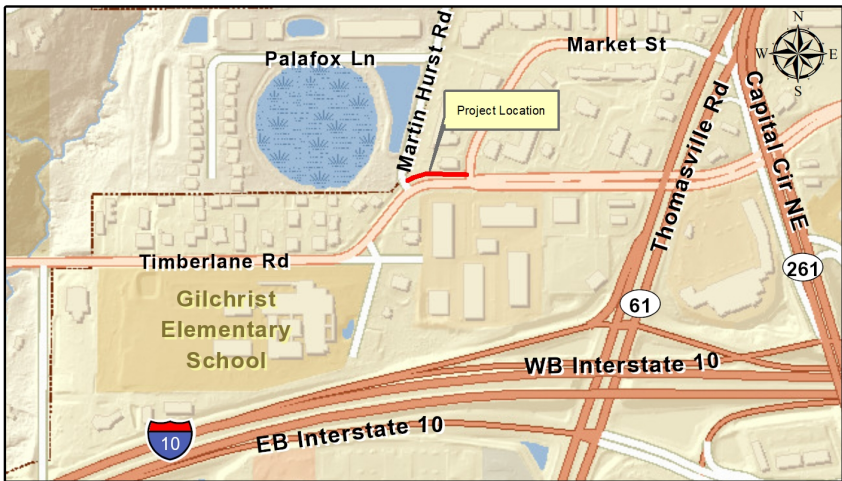 Palafox Ln
Martin Hurst Rd
Market St
N
W
E
S
Project Location
Thomasville Rd
Capital Cir NE
Timberlane Rd
261
Gilchrist
Elementary
School
61
WB Interstate 10
10
EB Interstate 10